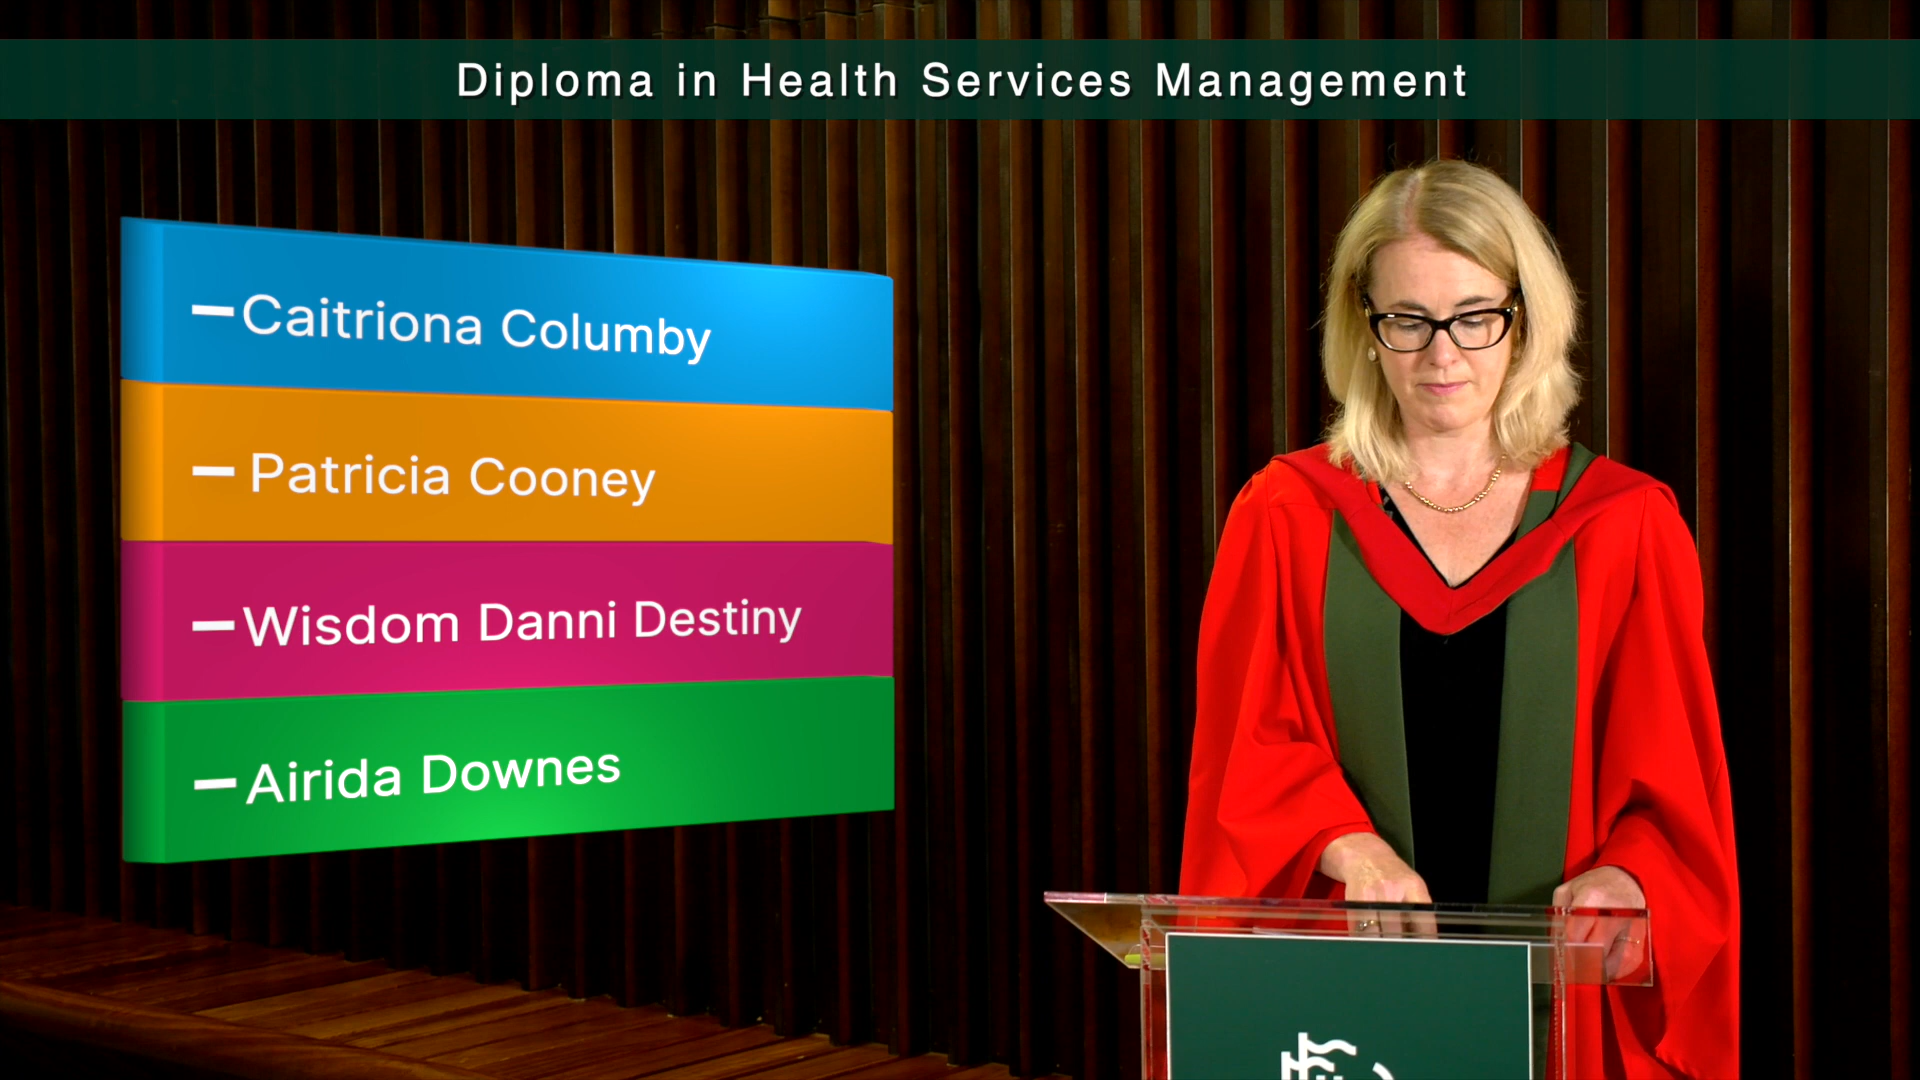 Diploma in Health Services Management
Caitriona Columby
Patricia Cooney
Wisdom Danni Destiny
Airida Downes